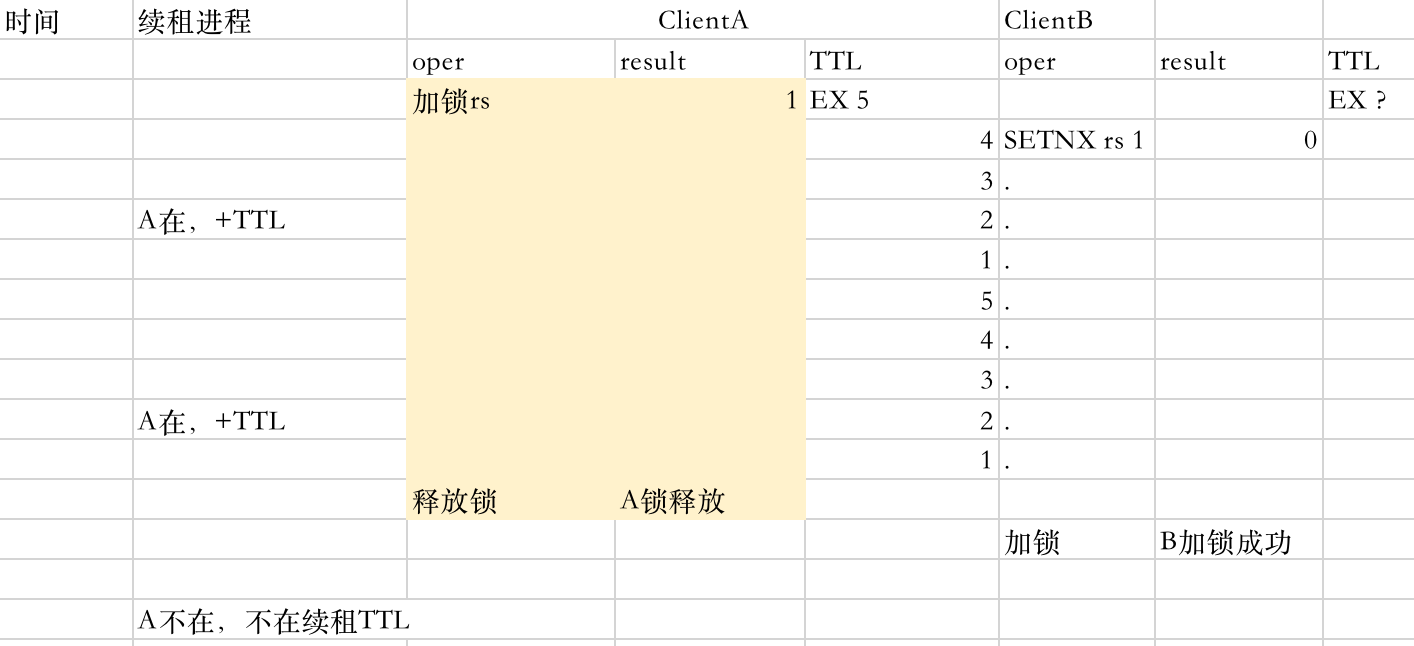 时间 续租进程 ClientA ClientB
oper result TTL oper result TTL
加锁rs 1 EX 5 EX ?
4 SETNX rs 1 0
3 .
A在，+TTL 2 .
1 .
5 .
4 .
3 .
A在，+TTL 2 .
1 .
释放锁 A锁释放
加锁 B加锁成功
A不在，不在续租TTL